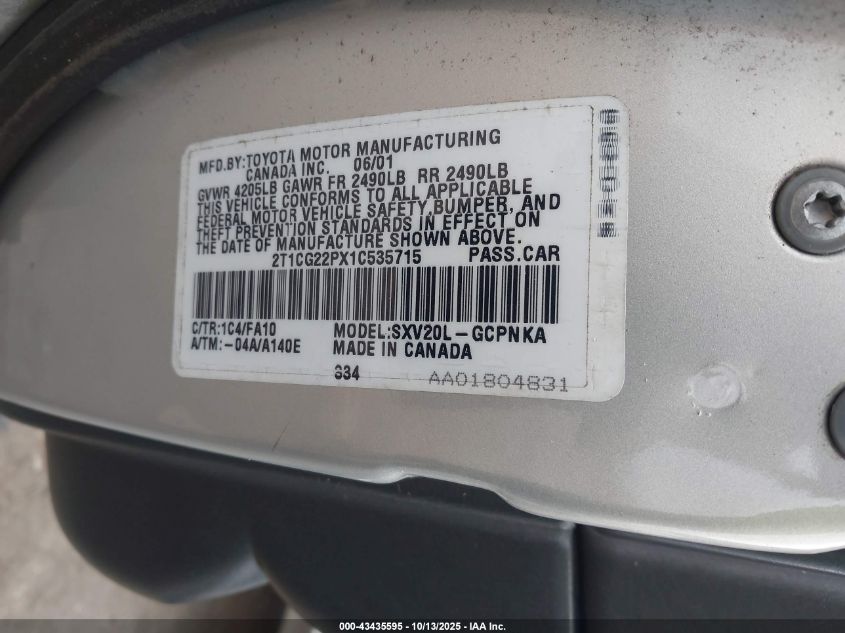 MFD.BY:TOYOTA MOTOR MANUFACTURING
CANADA INC. 06/01
GVWR 4205LB GAWR FR 2490LB RR 2490LB
THIS VEHICLE CONFORMS TO ALL APPLICABLE
FEDERAL MOTOR VEHICLE SAFETY BUMPER, AND
THEFT PREVENTION STANDARDS IN EFFECT ON
THE DATE OF MANUFACTURE SHOWN ABOVE.
2T1CG22PX1C535715 PASS.CAR
C/TR:1C4/FA10 MODEL:SXV20L-GCPNKA
A/TM:-04A/A140E MADE IN CANADA
334 AA01804831
000-43435595 - 10/13/2025 - IAA Inc.